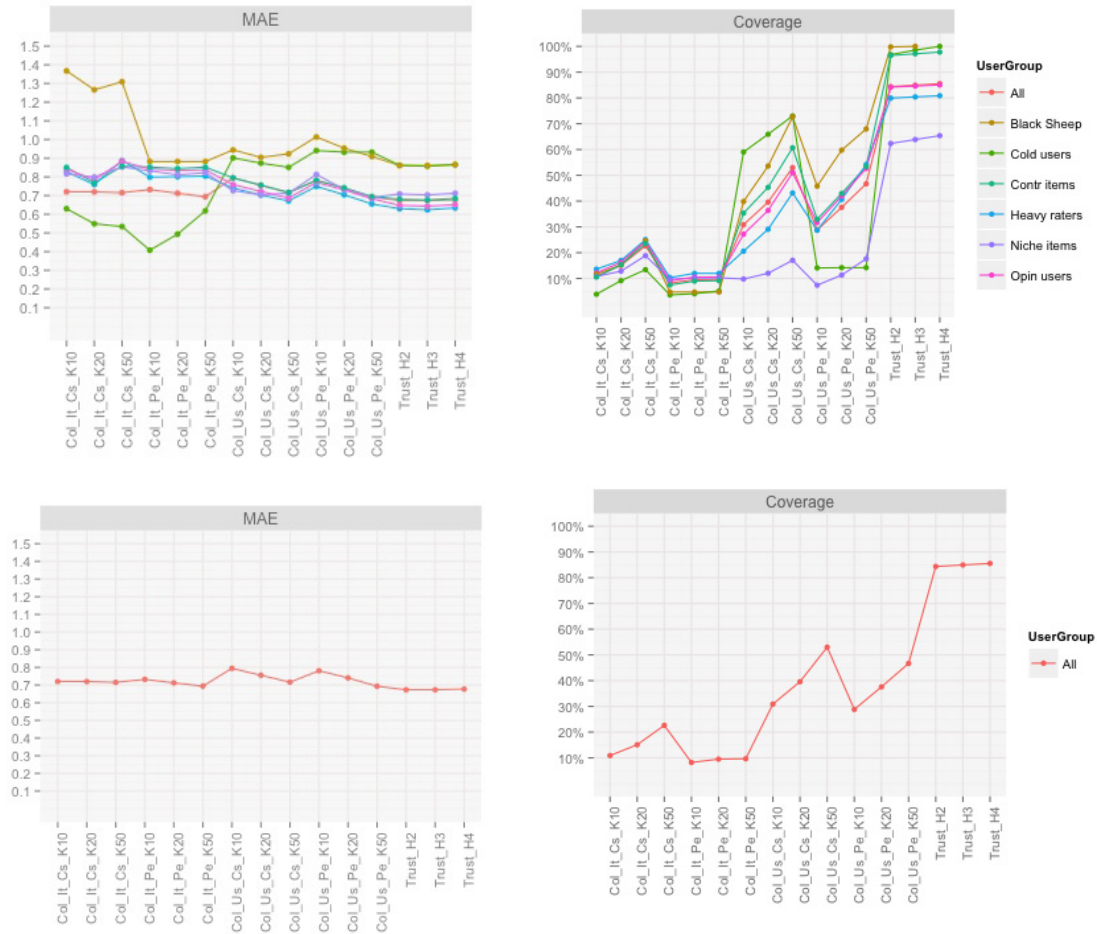 MAE
1.5
1.4
1.3
1.2
1.1
1.0
0.9
0.8
0.7
0.6
0.5
0.4
0.3
0.2
0.1
Col_It_Cs_K10
Col_It_Cs_K20
Col_It_Cs_K50
Col_It_Pe_K10
Col_It_Pe_K20
Col_It_Pe_K50
Col_Us_Cs_K10
Col_Us_Cs_K20
Col_Us_Cs_K50
Col_Us_Pe_K10
Col_Us_Pe_K20
Col_Us_Pe_K50
Trust_H2
Trust_H3
Trust_H4
Coverage
100%
90%
80%
70%
60%
50%
40%
30%
20%
10%
Col_It_Cs_K10
Col_It_Cs_K20
Col_It_Cs_K50
Col_It_Pe_K10
Col_It_Pe_K20
Col_It_Pe_K50
Col_Us_Cs_K10
Col_Us_Cs_K20
Col_Us_Cs_K50
Col_Us_Pe_K10
Col_Us_Pe_K20
Col_Us_Pe_K50
Trust_H2
Trust_H3
Trust_H4
UserGroup
All
Black Sheep
Cold users
Contr items
Heavy raters
Niche items
Opin users
MAE
1.5
1.4
1.3
1.2
1.1
1.0
0.9
0.8
0.7
0.6
0.5
0.4
0.3
0.2
0.1
Col_It_Cs_K10
Col_It_Cs_K20
Col_It_Cs_K50
Col_It_Pe_K10
Col_It_Pe_K20
Col_It_Pe_K50
Col_Us_Cs_K10
Col_Us_Cs_K20
Col_Us_Cs_K50
Col_Us_Pe_K10
Col_Us_Pe_K20
Col_Us_Pe_K50
Trust_H2
Trust_H3
Trust_H4
Coverage
100%
90%
80%
70%
60%
50%
40%
30%
20%
10%
Col_It_Cs_K10
Col_It_Cs_K20
Col_It_Cs_K50
Col_It_Pe_K10
Col_It_Pe_K20
Col_It_Pe_K50
Col_Us_Cs_K10
Col_Us_Cs_K20
Col_Us_Cs_K50
Col_Us_Pe_K10
Col_Us_Pe_K20
Col_Us_Pe_K50
Trust_H2
Trust_H3
Trust_H4
UserGroup
All